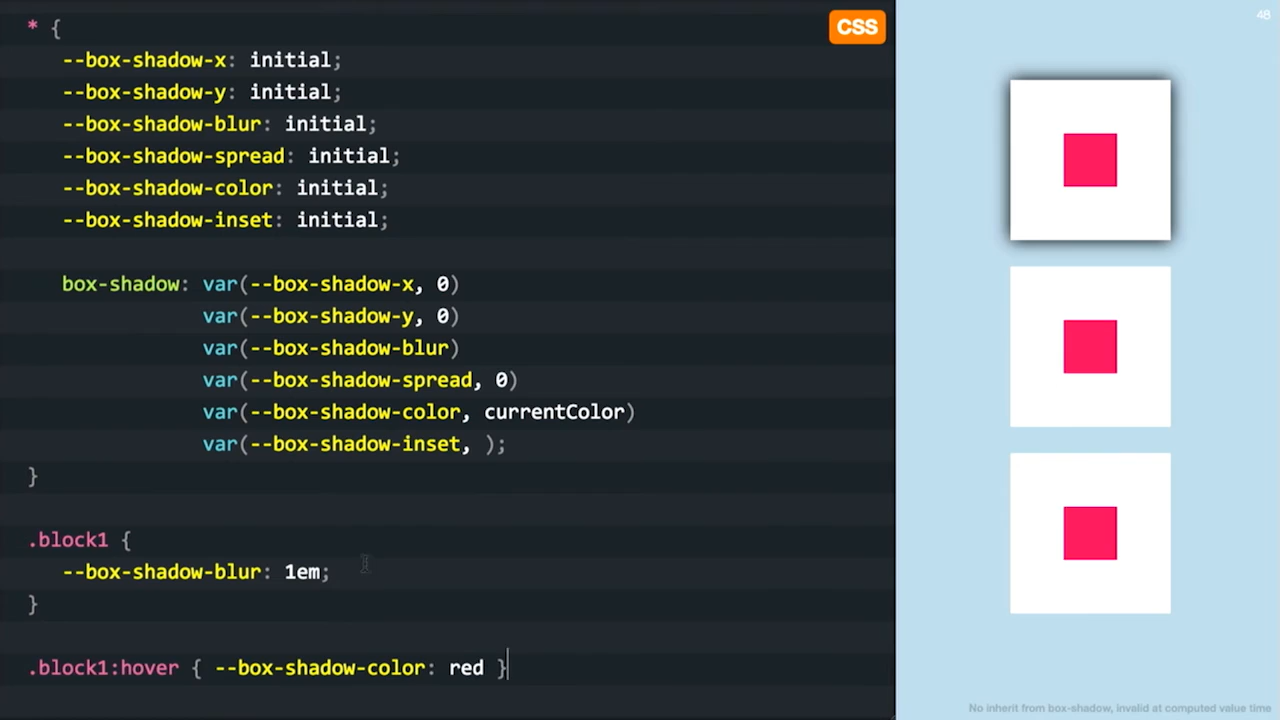 * {
--box-shadow-x: initial;
--box-shadow-y: initial;
--box-shadow-blur: initial;
--box-shadow-spread: initial;
--box-shadow-color: initial;
--box-shadow-inset: initial;
box-shadow: var(--box-shadow-x, 0)
var(--box-shadow-y, 0)
var(--box-shadow-blur)
var(--box-shadow-spread, 0)
var(--box-shadow-color, currentColor)
var(--box-shadow-inset, );
}
.block1 {
--box-shadow-blur: 1em;
}
.block1:hover { --box-shadow-color: red }
CSS
48
No inherit from box-shadow, invalid at computed value time